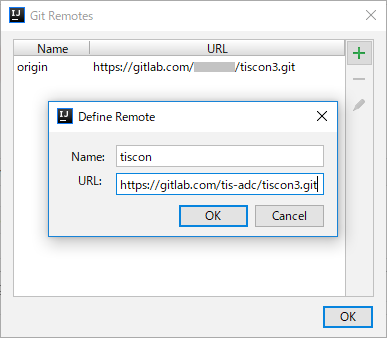 Git Remotes
Name URL
origin https://gitlab.com/ /tiscon3.git
Define Remote
Name: tiscon
URL: https://gitlab.com/tis-adc/tiscon3.git
OK Cancel
OK